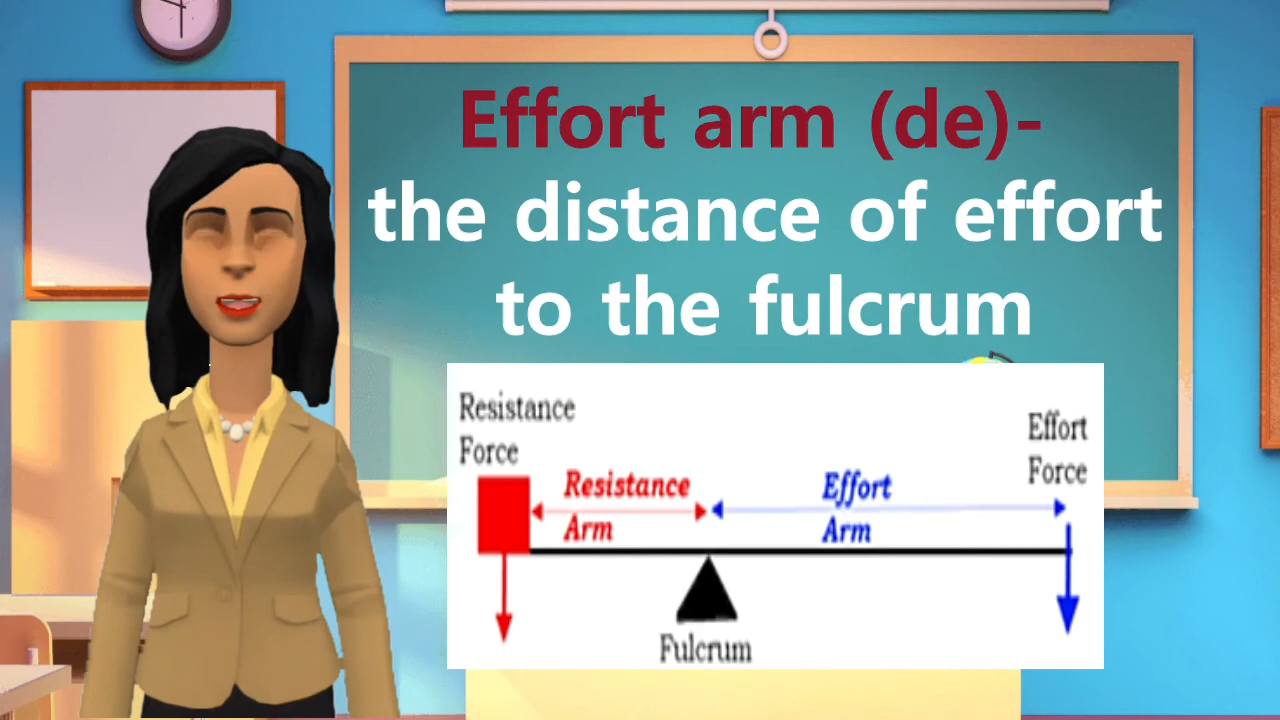 Effort arm (de)-
the distance of effort
to the fulcrum
Resistance
Force
Resistance
Arm
Effort
Arm
Effort
Force
Fulcrum